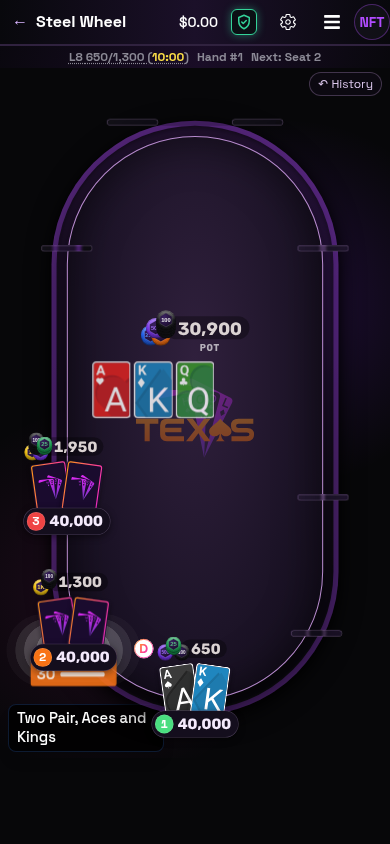 ← Steel Wheel $0.00 NFT
L8 650/1,300 (10:00) Hand #1 Next: Seat 2
↶ History
100
30,900
POT
A K Q
A K Q
TEXAS
1,950
3 40,000
1,300
D 650
2 40,000
30
A K
A K
1 40,000
Two Pair, Aces and
Kings